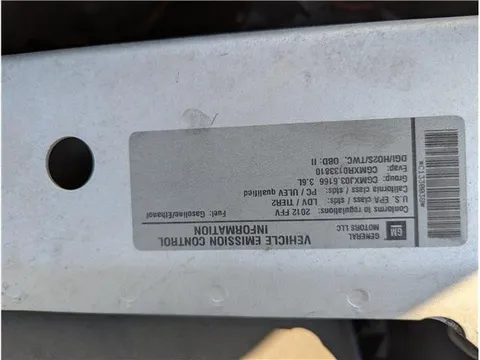 GM
GENERAL
MOTORS LLC
VEHICLE EMISSION CONTROL
INFORMATION
Conforms to regulations: 2012 FFV Fuel: Gasoline/Ethanol
U.S. EPA class / stds: LDV / TIER2
California class / stds: PC / ULEV qualified
Group: CGMXJ03.6166 3.6L
Evap: CGMXR0133810
DGI/HO2S/TWC, OBD: II